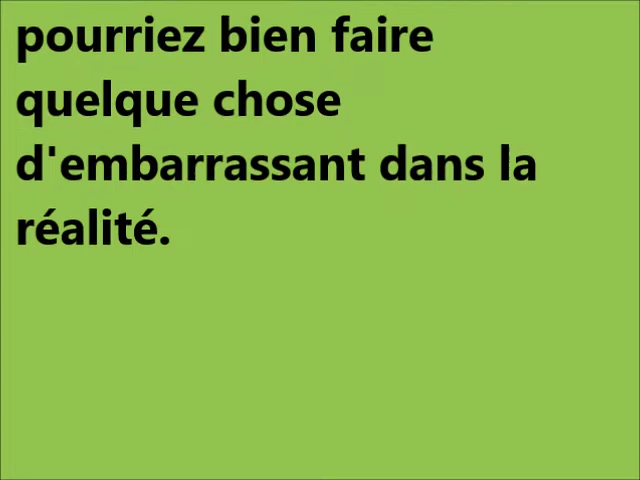 pourriez bien faire
quelque chose
d'embarrassant dans la
réalité.